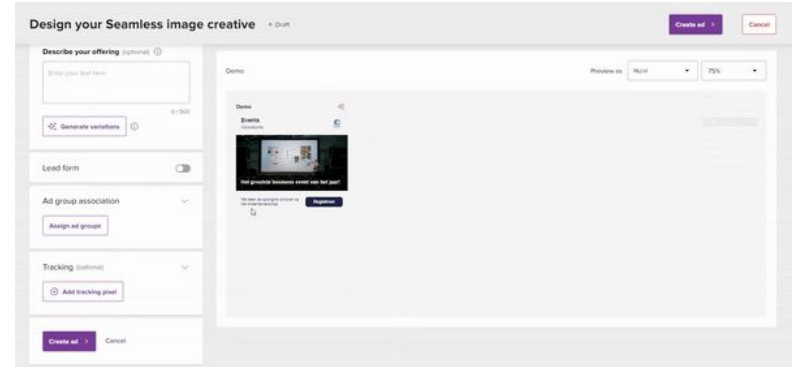 Design your Seamless image creative
Draft
Create ad
Cancel
Describe your offering (optional)
Enter your text here
0 / 500
Generate variations
Lead form
Ad group association
Assign ad groups
Tracking (optional)
Add tracking pixel
Create ad
Cancel
Demo
Preview as
75%
Demo
Events
Het grootste business event van het jaar!
Registreer